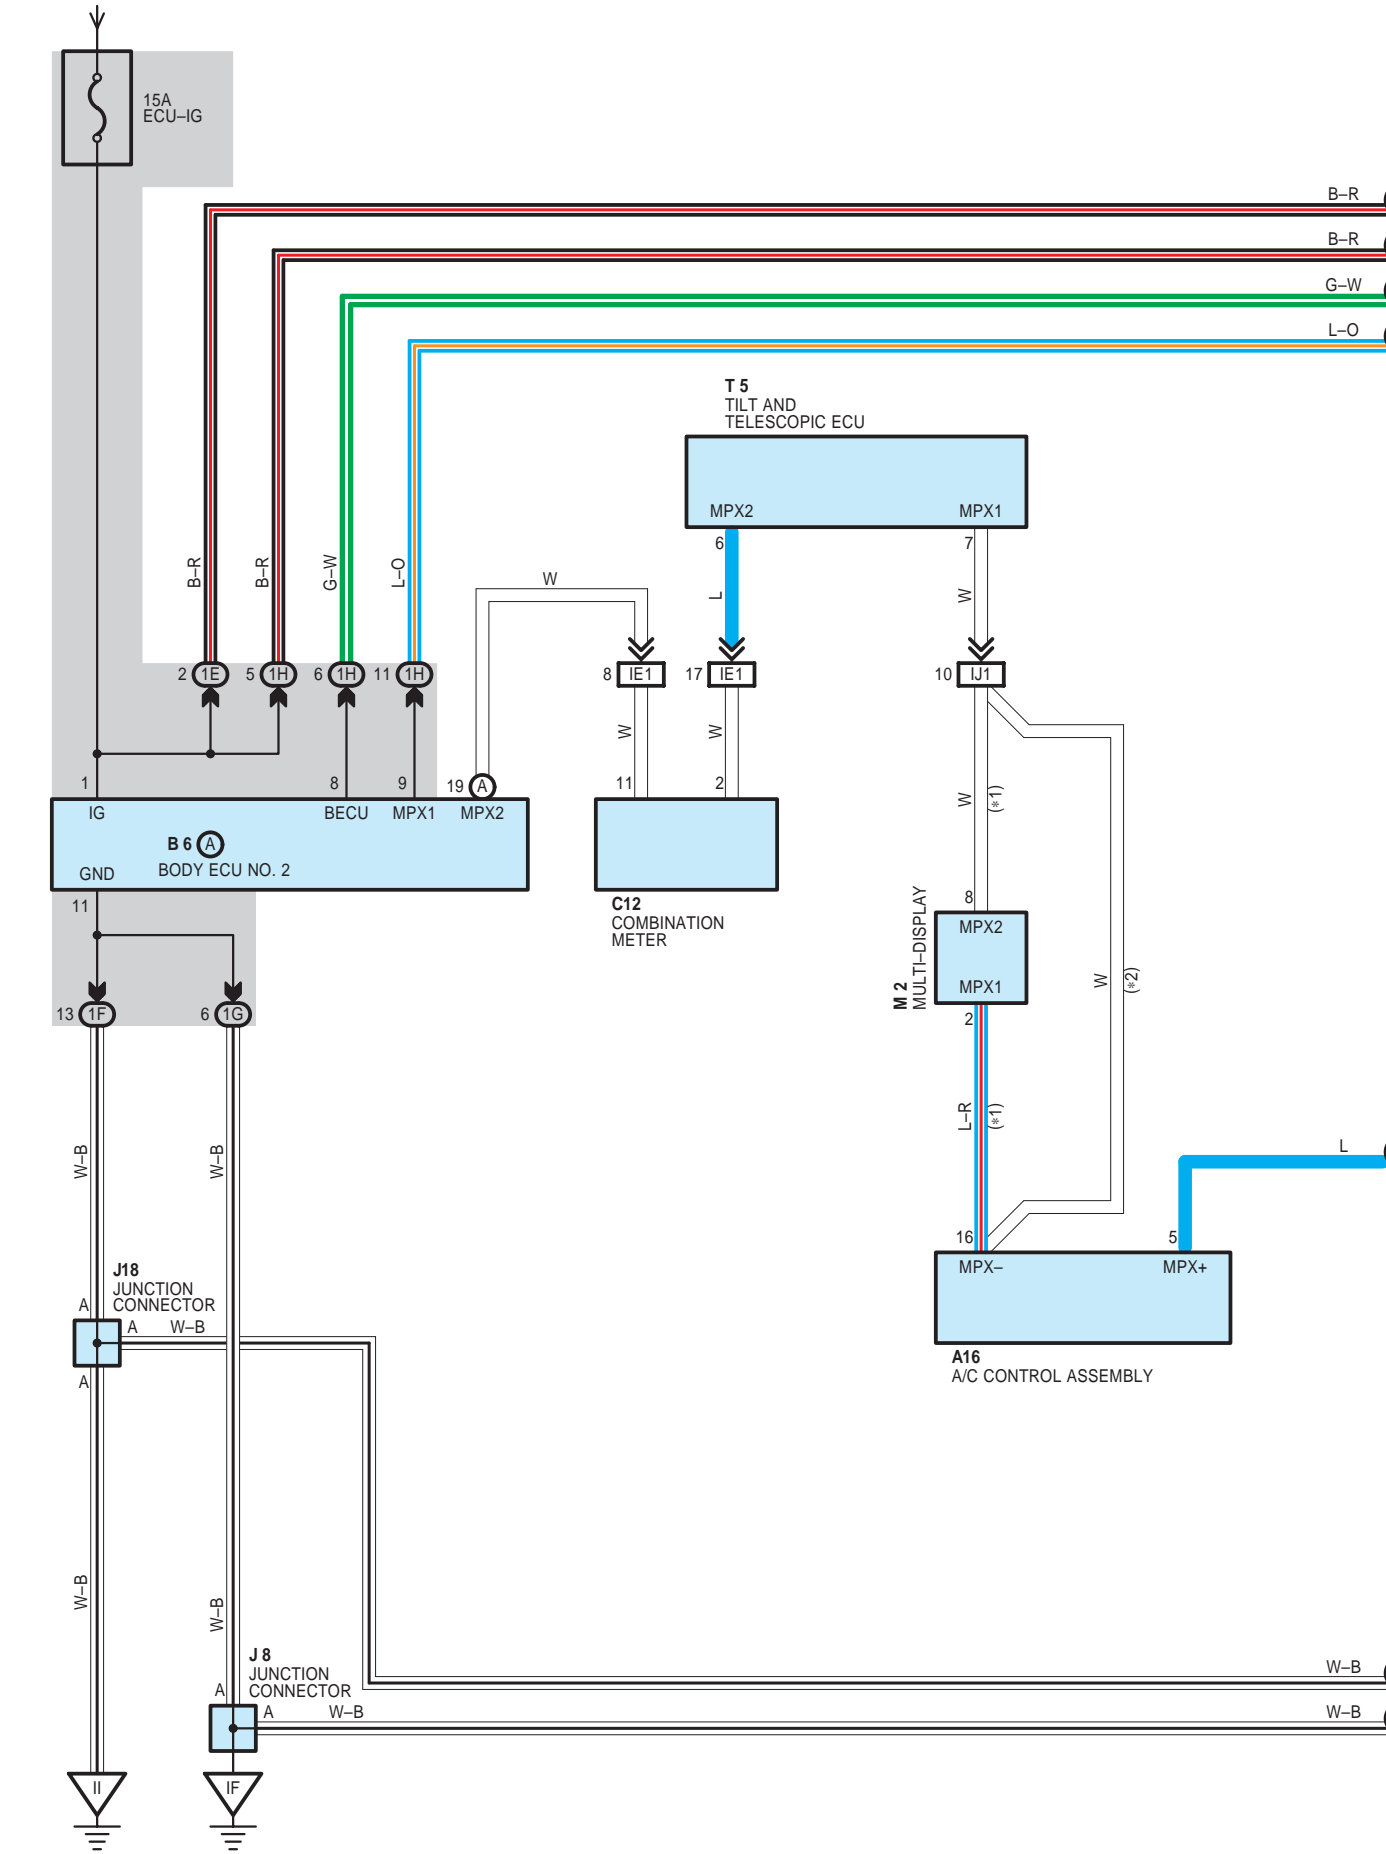 15A
ECU–IG
B–R
B–R
G–W
L–O
T 5
TILT AND
TELESCOPIC ECU
MPX2
MPX1
6
7
B–R
B–R
G–W
L–O
W
L
W
2
1E
5
1H
6
1H
11
1H
8
IE1
17
IE1
10
IJ1
W
W
1
8
9
19
A
11
2
W
(*1)
IG
BECU
MPX1
MPX2
B 6
A
BODY ECU NO. 2
GND
11
C12
COMBINATION
METER
8
MPX2
M 2
MULTI–DISPLAY
MPX1
2
W
(*2)
13
1F
6
1G
L–R
(*1)
W–B
W–B
L
16
5
MPX–
MPX+
A16
A/C CONTROL ASSEMBLY
J18
JUNCTION
CONNECTOR
A
A
W–B
A
W–B
W–B
J 8
JUNCTION
CONNECTOR
A
A
W–B
W–B
W–B
II
IF